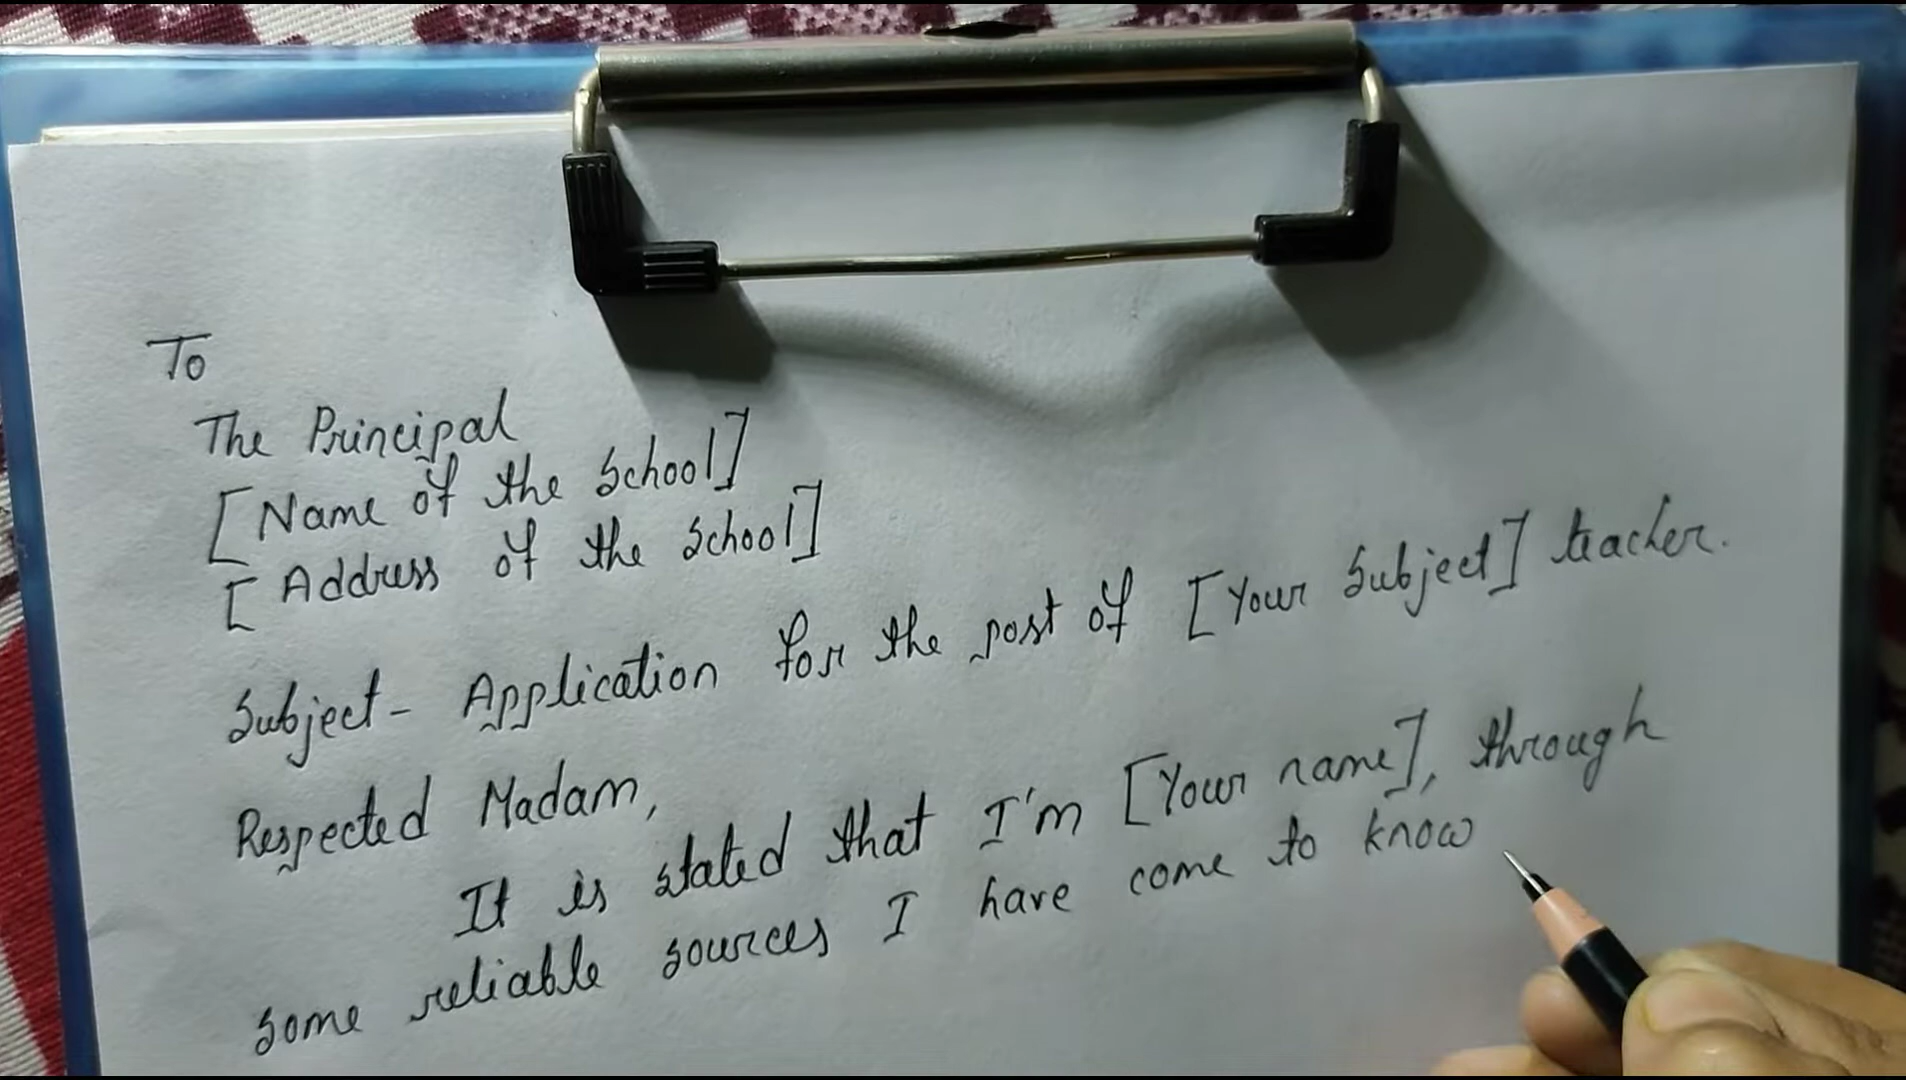 To
The Principal
[Name of the School]
[Address of the School]
Subject- Application for the post of [Your Subject] teacher.
Respected Madam,
It is stated that I'm [Your name], through
some reliable sources I have come to know